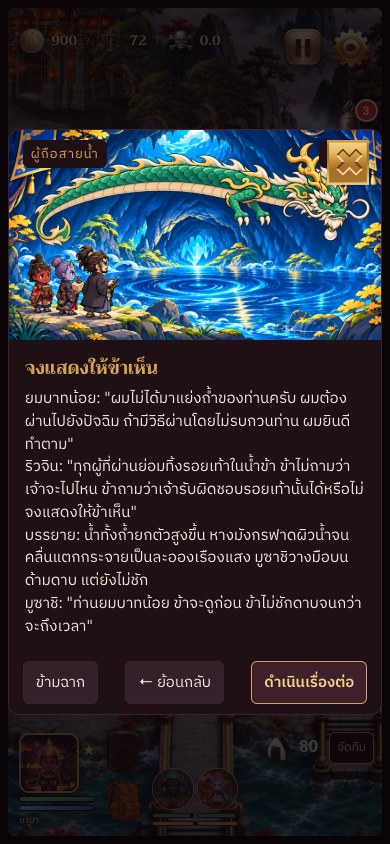 900 ?
72 ?
0.0 ?
3
ผู้ถือสายน้ำ
จงแสดงให้ข้าเห็น
ยมบาทน้อย: "ผมไม่ได้มาแย่งถ้ำของท่านครับ ผมต้อง
ผ่านไปยังปัจฉิม ถ้ามีวิธีผ่านโดยไม่รบกวนท่าน ผมยินดี
ทำตาม"
ริวจิน: "ทุกผู้ที่ผ่านย่อมทิ้งรอยเท้าในน้ำข้า ข้าไม่ถามว่า
เจ้าจะไปไหน ข้าถามว่าเจ้ารับผิดชอบรอยเท้านั้นได้หรือไม่
จงแสดงให้ข้าเห็น"
บรรยาย: น้ำทั้งถ้ำยกตัวสูงขึ้น หางมังกรฟาดผิวน้ำจน
คลื่นแตกกระจายเป็นละอองเรืองแสง มูซาชิวางมือบน
ด้ามดาบ แต่ยังไม่ชัก
มูซาชิ: "ท่านยมบาทน้อย ข้าจะดูก่อน ข้าไม่ชักดาบจนกว่า
จะถึงเวลา"
ข้ามฉาก
← ย้อนกลับ
ดำเนินเรื่องต่อ
80
จัดทีม